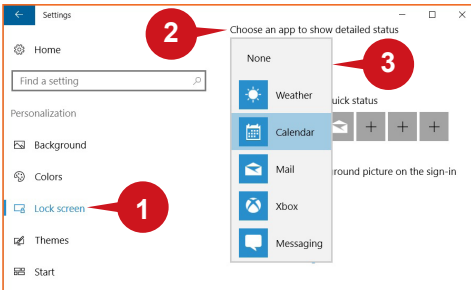 Settings
Home
Find a setting
Personalization
Background
Colors
Lock screen
Themes
Start
1
2
Choose an app to show detailed status
3
None
Weather
Calendar
Mail
Xbox
Messaging
uick status
round picture on the sign-in